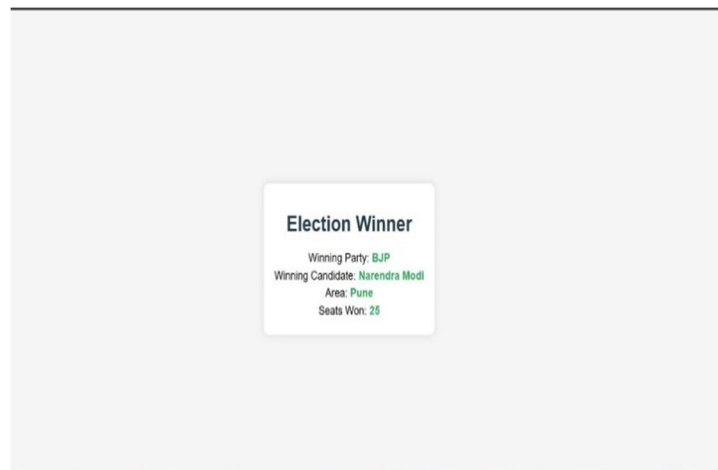 Election Winner
Winning Party: BJP
Winning Candidate: Narendra Modi
Area: Pune
Seats Won: 25